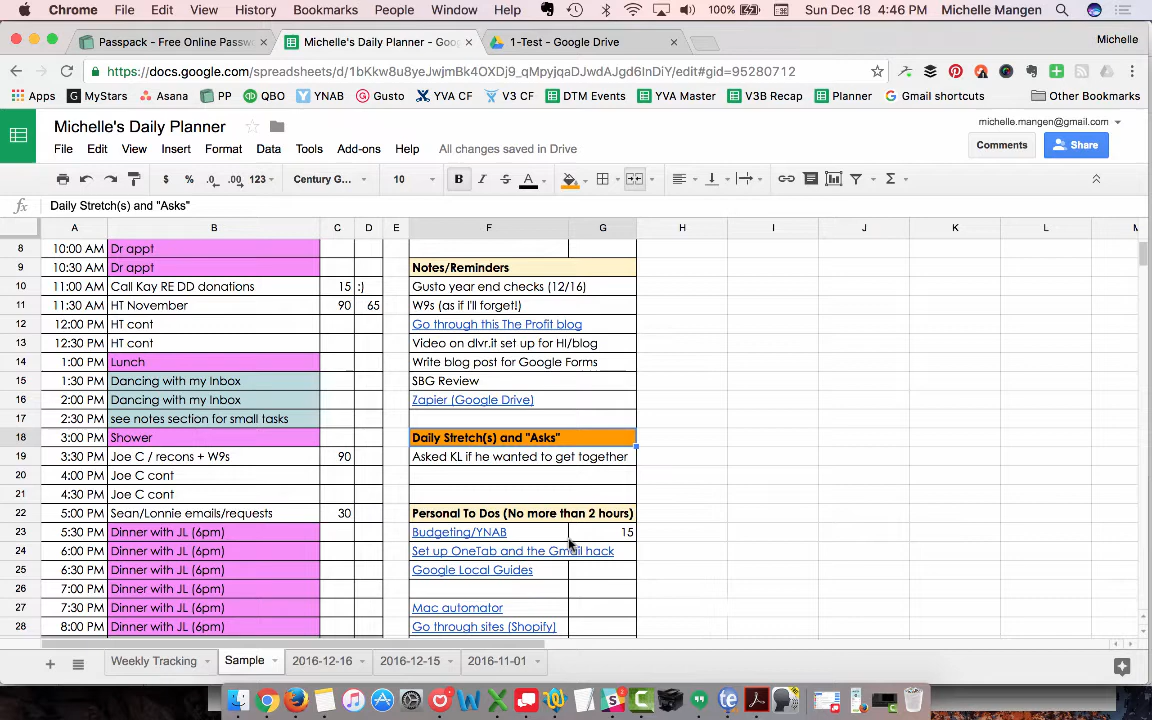 Chrome File Edit View History Bookmarks People Window Help 100% Sun Dec 18 4:46 PM Michelle Mangen
Passpack - Free Online Passw Michelle's Daily Planner - Goo 1-Test - Google Drive Michelle
https://docs.google.com/spreadsheets/d/1bKkw8u8yeJwjmBk4OXDj9_qMpyjqaDJwdAJgd6InDiY/edit#gid=95280712
Apps MyStars Asana PP QBO YNAB Gusto YVA CF V3 CF DTM Events YVA Master V3B Recap Planner Gmail shortcuts Other Bookmarks
Michelle's Daily Planner michelle.mangen@gmail.com
File Edit View Insert Format Data Tools Add-ons Help All changes saved in Drive Comments Share
$ % .0 .00 123 Century G... 10 B I S A Σ
fx Daily Stretch(s) and "Asks"
A B C D E F G H I J K L M
8 10:00 AM Dr appt
9 10:30 AM Dr appt Notes/Reminders
10 11:00 AM Call Kay RE DD donations 15 :) Gusto year end checks (12/16)
11 11:30 AM HT November 90 65 W9s (as if I'll forget!)
12 12:00 PM HT cont Go through this The Profit blog
13 12:30 PM HT cont Video on dlvr.it set up for HI/blog
14 1:00 PM Lunch Write blog post for Google Forms
15 1:30 PM Dancing with my Inbox SBG Review
16 2:00 PM Dancing with my Inbox Zapier (Google Drive)
17 2:30 PM see notes section for small tasks
18 3:00 PM Shower Daily Stretch(s) and "Asks"
19 3:30 PM Joe C / recons + W9s 90 Asked KL if he wanted to get together
20 4:00 PM Joe C cont
21 4:30 PM Joe C cont
22 5:00 PM Sean/Lonnie emails/requests 30 Personal To Dos (No more than 2 hours)
23 5:30 PM Dinner with JL (6pm) Budgeting/YNAB 15
24 6:00 PM Dinner with JL (6pm) Set up OneTab and the Gmail hack
25 6:30 PM Dinner with JL (6pm) Google Local Guides
26 7:00 PM Dinner with JL (6pm)
27 7:30 PM Dinner with JL (6pm) Mac automator
28 8:00 PM Dinner with JL (6pm) Go through sites (Shopify)
Weekly Tracking Sample 2016-12-16 2016-12-15 2016-11-01